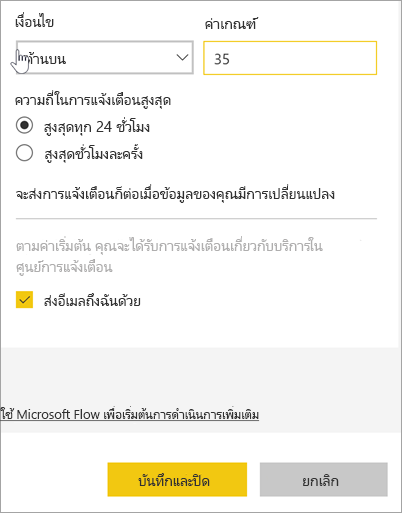 เงื่อนไข
ค่าเกณฑ์
ด้านบน
35
ความถี่ในการแจ้งเตือนสูงสุด
สูงสุดทุก 24 ชั่วโมง
สูงสุดชั่วโมงละครั้ง
จะส่งการแจ้งเตือนก็ต่อเมื่อข้อมูลของคุณมีการเปลี่ยนแปลง
ตามค่าเริ่มต้น คุณจะได้รับการแจ้งเตือนเกี่ยวกับบริการใน
ศูนย์การแจ้งเตือน
ส่งอีเมลถึงฉันด้วย
ใช้ Microsoft Flow เพื่อเริ่มต้นการดำเนินการเพิ่มเติม
บันทึกและปิด
ยกเลิก